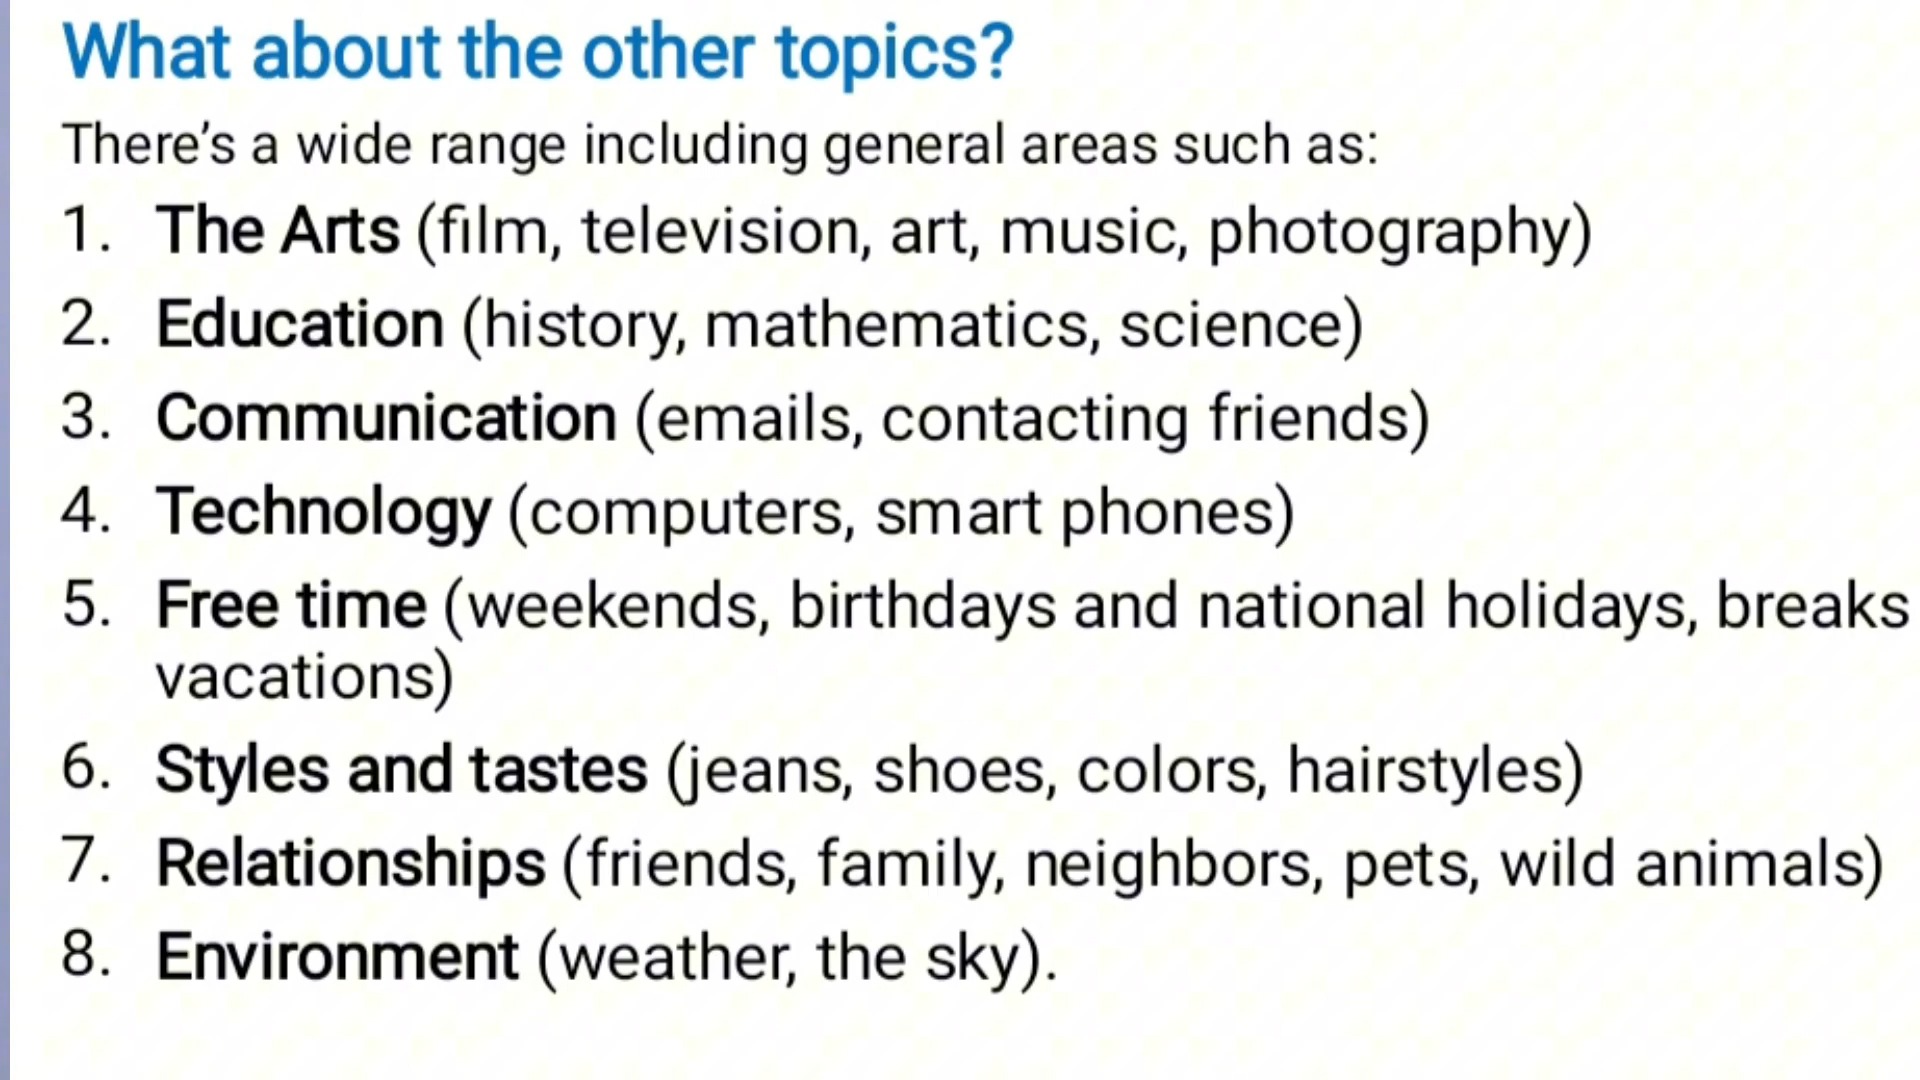 What about the other topics?
There's a wide range including general areas such as:
1. The Arts (film, television, art, music, photography)
2. Education (history, mathematics, science)
3. Communication (emails, contacting friends)
4. Technology (computers, smart phones)
5. Free time (weekends, birthdays and national holidays, breaks
vacations)
6. Styles and tastes (jeans, shoes, colors, hairstyles)
7. Relationships (friends, family, neighbors, pets, wild animals)
8. Environment (weather, the sky).